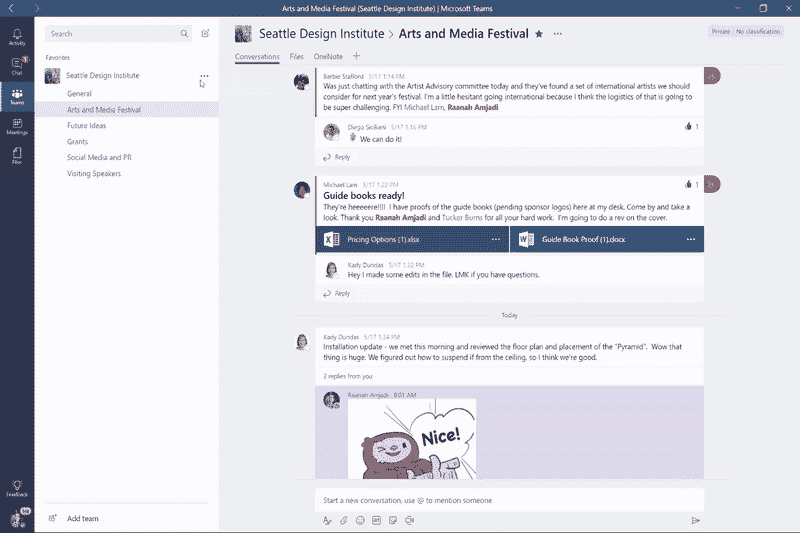 Arts and Media Festival (Seattle Design Institute) | Microsoft Teams
Search
Seattle Design Institute > Arts and Media Festival
Private
No classification
Conversations Files OneNote
Activity
Chat
Teams
Meetings
Files
Feedback
Favorites
Seattle Design Institute
General
Arts and Media Festival
Future Ideas
Grants
Social Media and PR
Visiting Speakers
Add team
Barbie Stafford 5/17 1:14 PM
Was just chatting with the Artist Advisory committee today and they've found a set of international artists we should
consider for next year's festival. I'm a little hesitant going international because I think the logistics of that is going to
be super challenging. FYI Michael Lam, Raanah Amjadi
Diego Siciliani 5/17 1:16 PM
We can do it!
1
Reply
Michael Lam 5/17 1:22 PM
1
Guide books ready!
They're heeeeere!!!! I have proofs of the guide books (pending sponsor logos) here at my desk. Come by and take a
look. Thank you Raanah Amjadi and Tucker Burns for all your hard work. I'm going to do a rev on the cover.
Pricing Options (1).xlsx
Guide Book Proof (1).docx
Kady Dundas 5/17 1:32 PM
Hey I made some edits in the file. LMK if you have questions.
Reply
Today
Kady Dundas 5/17 1:34 PM
Installation update - we met this morning and reviewed the floor plan and placement of the "Pyramid". Wow that
thing is huge. We figured out how to suspend if from the ceiling, so I think we're good.
2 replies from you
Raanah Amjadi 8:01 AM
Nice!
Start a new conversation, use @ to mention someone